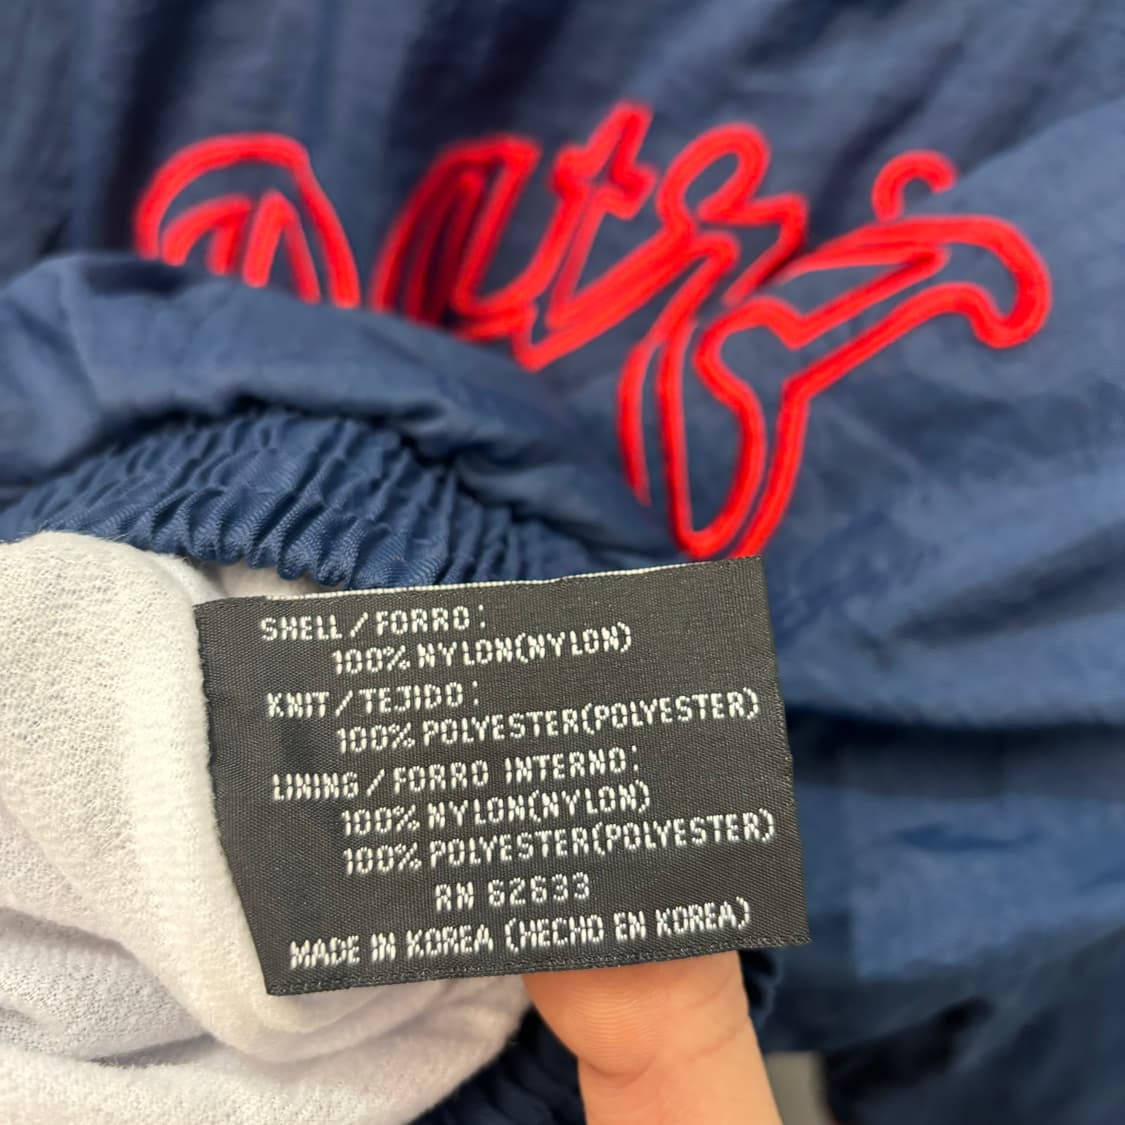 SHELL/FORRO:
100% NYLON(NYLON)
KNIT/TEJIDO:
100% POLYESTER(POLYESTER)
LINING/FORRO INTERNO:
100% NYLON(NYLON)
100% POLYESTER(POLYESTER)
RN 62633
MADE IN KOREA (HECHO EN KOREA)